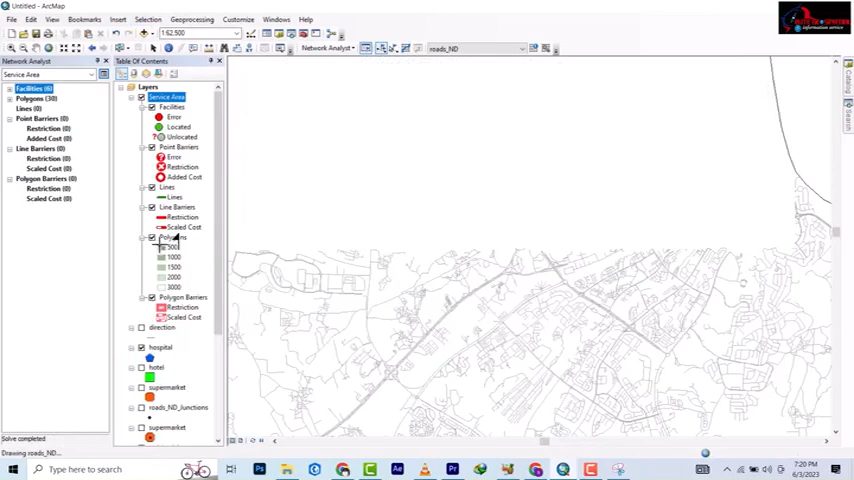 Untitled - ArcMap
File Edit View Bookmarks Insert Selection Geoprocessing Customize Windows Help
1:62,500
Network Analyst roads_ND
Network Analyst
Service Area
Facilities (6)
Polygons (30)
Lines (0)
Point Barriers
Restriction (0)
Added Cost (0)
Line Barriers
Restriction (0)
Scaled Cost (0)
Polygon Barriers
Restriction (0)
Scaled Cost (0)
Table Of Contents
Layers
Service Area
Facilities
Error
Located
Unlocated
Point Barriers
Error
Restriction
Added Cost
Lines
Lines
Line Barriers
Restriction
Scaled Cost
Polygons
500
1000
1500
2000
3000
Polygon Barriers
Restriction
Scaled Cost
direction
hospital
hotel
supermarket
roads_ND_Junctions
supermarket
Catalog
Search
information service
Solve completed
Drawing roads_ND...
Type here to search
7:20 PM
6/3/2023